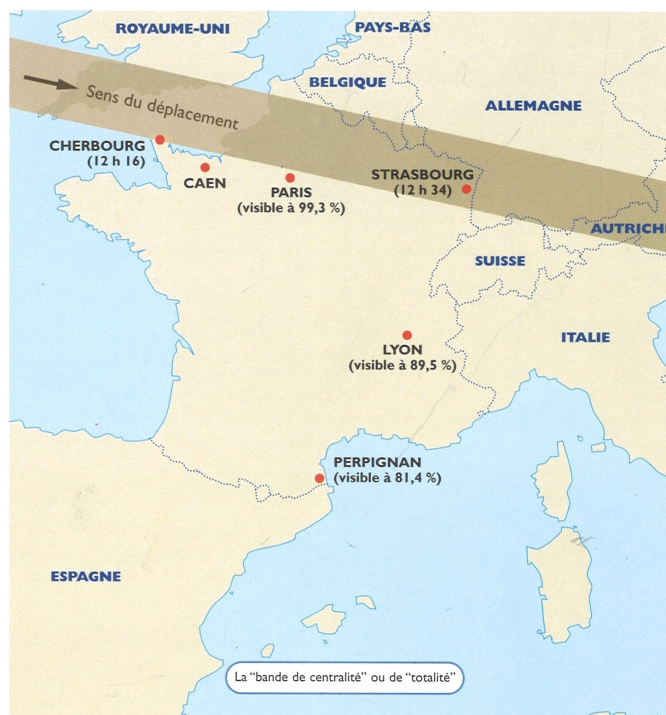 ROYAUME-UNI
PAYS-BAS
BELGIQUE
ALLEMAGNE
Sens du déplacement
CHERBOURG
(12 h 16)
CAEN
PARIS
(visible à 99,3 %)
STRASBOURG
(12 h 34)
AUTRICH
SUISSE
ITALIE
LYON
(visible à 89,5 %)
PERPIGNAN
(visible à 81,4 %)
ESPAGNE
La “bande de centralité” ou de “totalité”